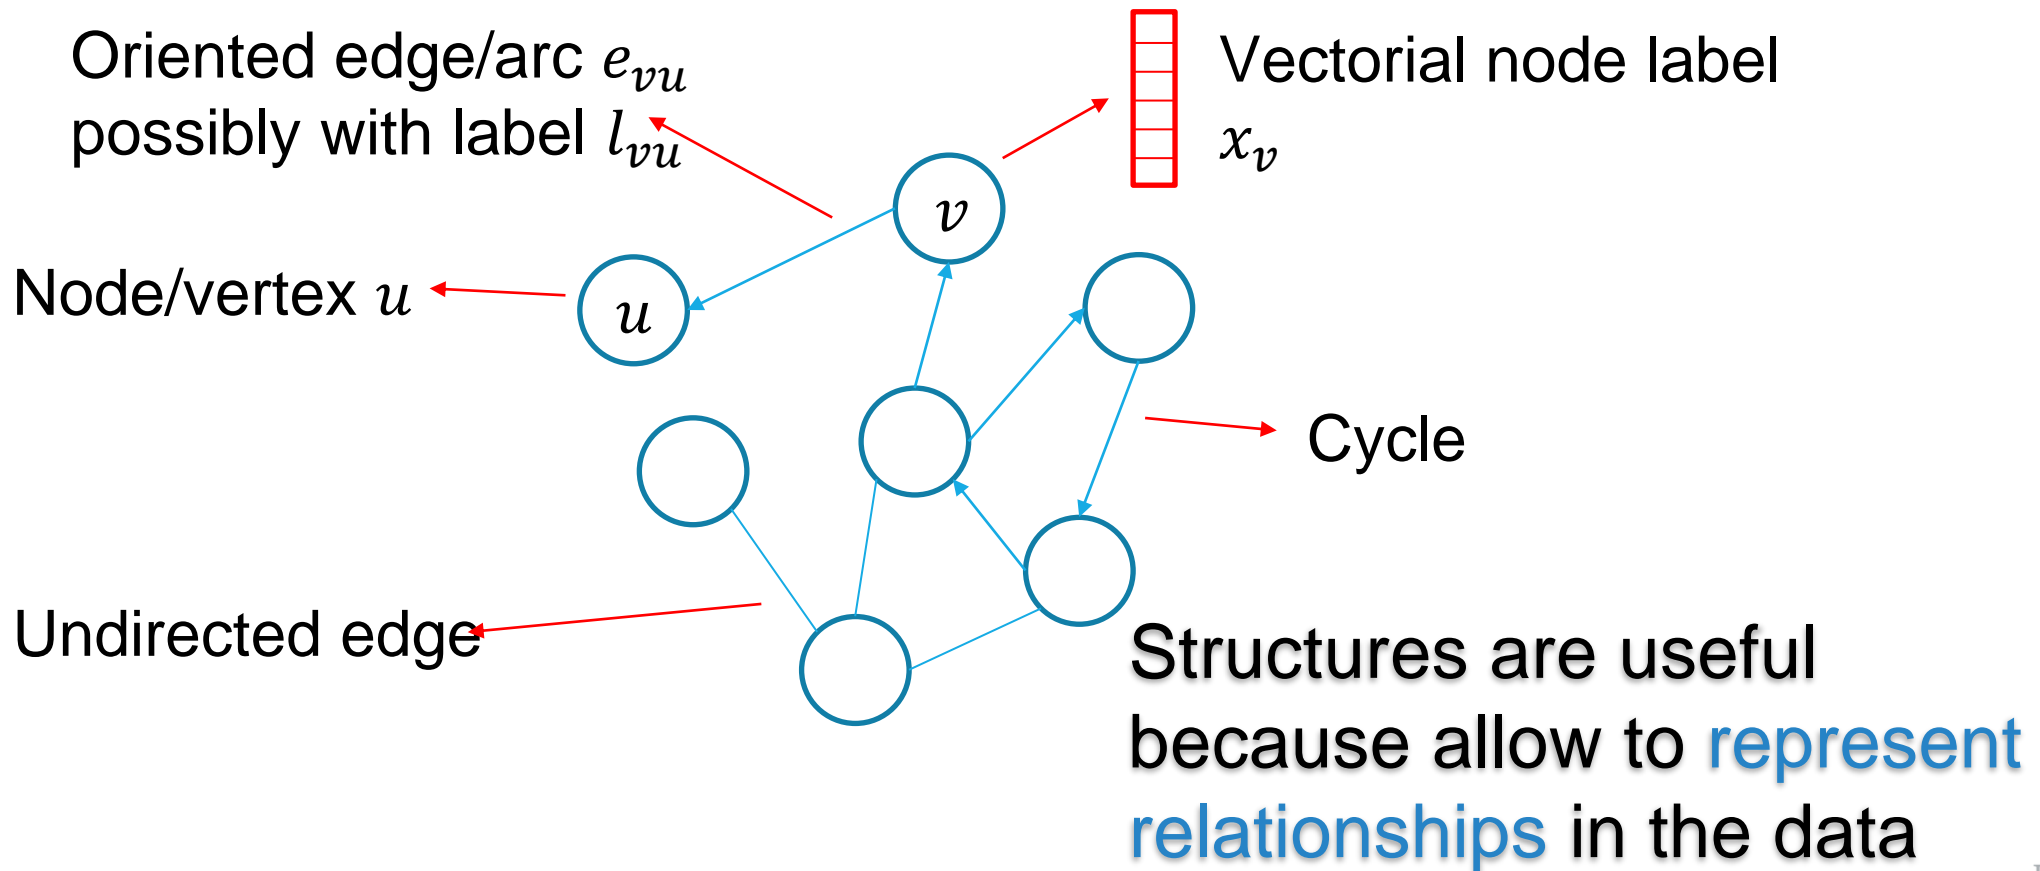 Oriented edge/arc e_vu
possibly with label l_vu
Vectorial node label
x_v
v
Node/vertex u
u
Cycle
Undirected edge
Structures are useful
because allow to represent
relationships in the data